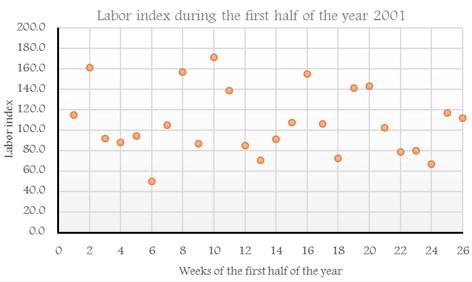 Labor index during the first half of the year 2001
200.0
180.0
160.0
140.0
120.0
100.0
80.0
60.0
40.0
20.0
0.0
Labor index
0 2 4 6 8 10 12 14 16 18 20 22 24 26
Weeks of the first half of the year